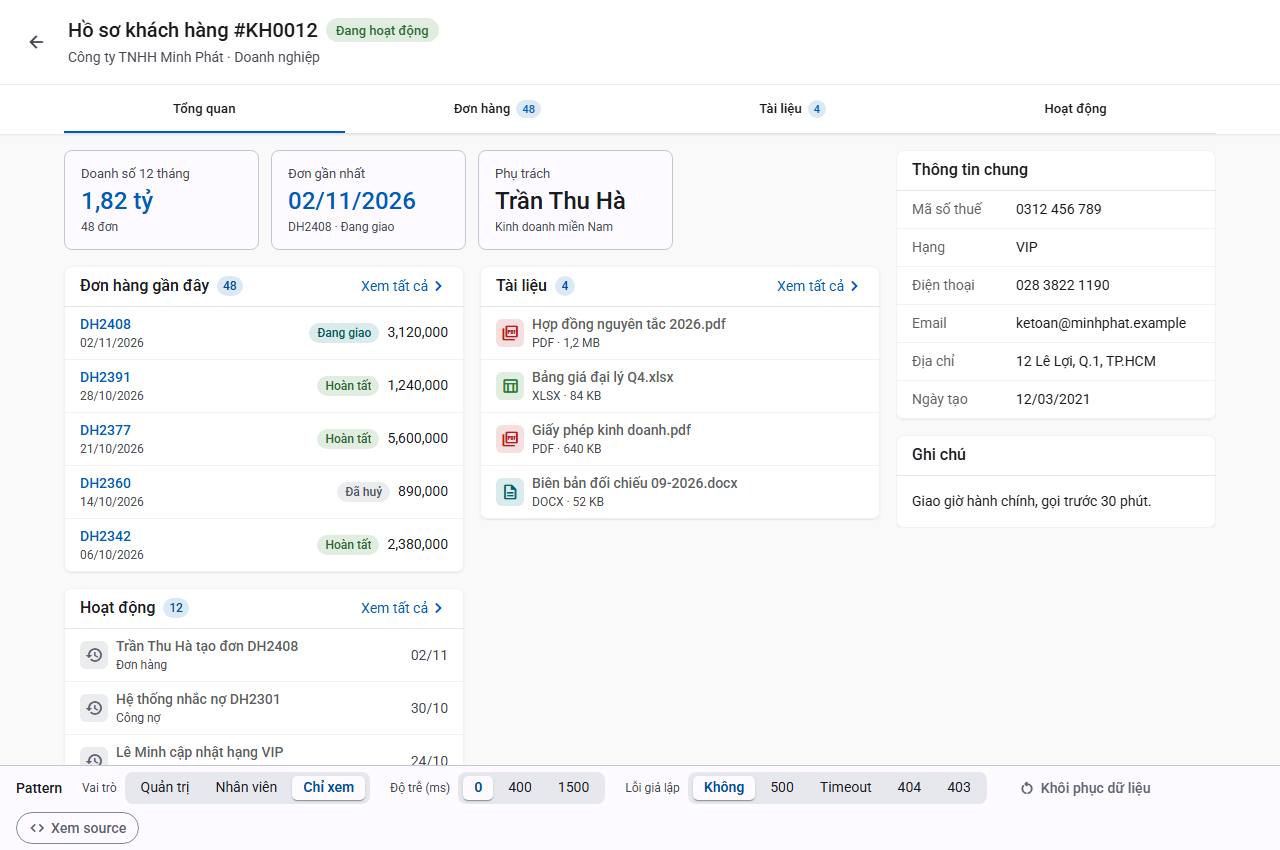 Hồ sơ khách hàng #KH0012 Đang hoạt động
Công ty TNHH Minh Phát · Doanh nghiệp
Tổng quan Đơn hàng 48 Tài liệu 4 Hoạt động
Doanh số 12 tháng
1,82 tỷ
48 đơn
Đơn gần nhất
02/11/2026
DH2408 · Đang giao
Phụ trách
Trần Thu Hà
Kinh doanh miền Nam
Đơn hàng gần đây 48 Xem tất cả
DH2408
02/11/2026
Đang giao 3,120,000
DH2391
28/10/2026
Hoàn tất 1,240,000
DH2377
21/10/2026
Hoàn tất 5,600,000
DH2360
14/10/2026
Đã huỷ 890,000
DH2342
06/10/2026
Hoàn tất 2,380,000
Tài liệu 4 Xem tất cả
Hợp đồng nguyên tắc 2026.pdf
PDF · 1,2 MB
Bảng giá đại lý Q4.xlsx
XLSX · 84 KB
Giấy phép kinh doanh.pdf
PDF · 640 KB
Biên bản đối chiếu 09-2026.docx
DOCX · 52 KB
Hoạt động 12 Xem tất cả
Trần Thu Hà tạo đơn DH2408
Đơn hàng
02/11
Hệ thống nhắc nợ DH2301
Công nợ
30/10
Lê Minh cập nhật hạng VIP
24/10
Thông tin chung
Mã số thuế 0312 456 789
Hạng VIP
Điện thoại 028 3822 1190
Email ketoan@minhphat.example
Địa chỉ 12 Lê Lợi, Q.1, TP.HCM
Ngày tạo 12/03/2021
Ghi chú
Giao giờ hành chính, gọi trước 30 phút.
Pattern Vai trò Quản trị Nhân viên Chỉ xem Độ trễ (ms) 0 400 1500 Lỗi giả lập Không 500 Timeout 404 403 Khôi phục dữ liệu
Xem source